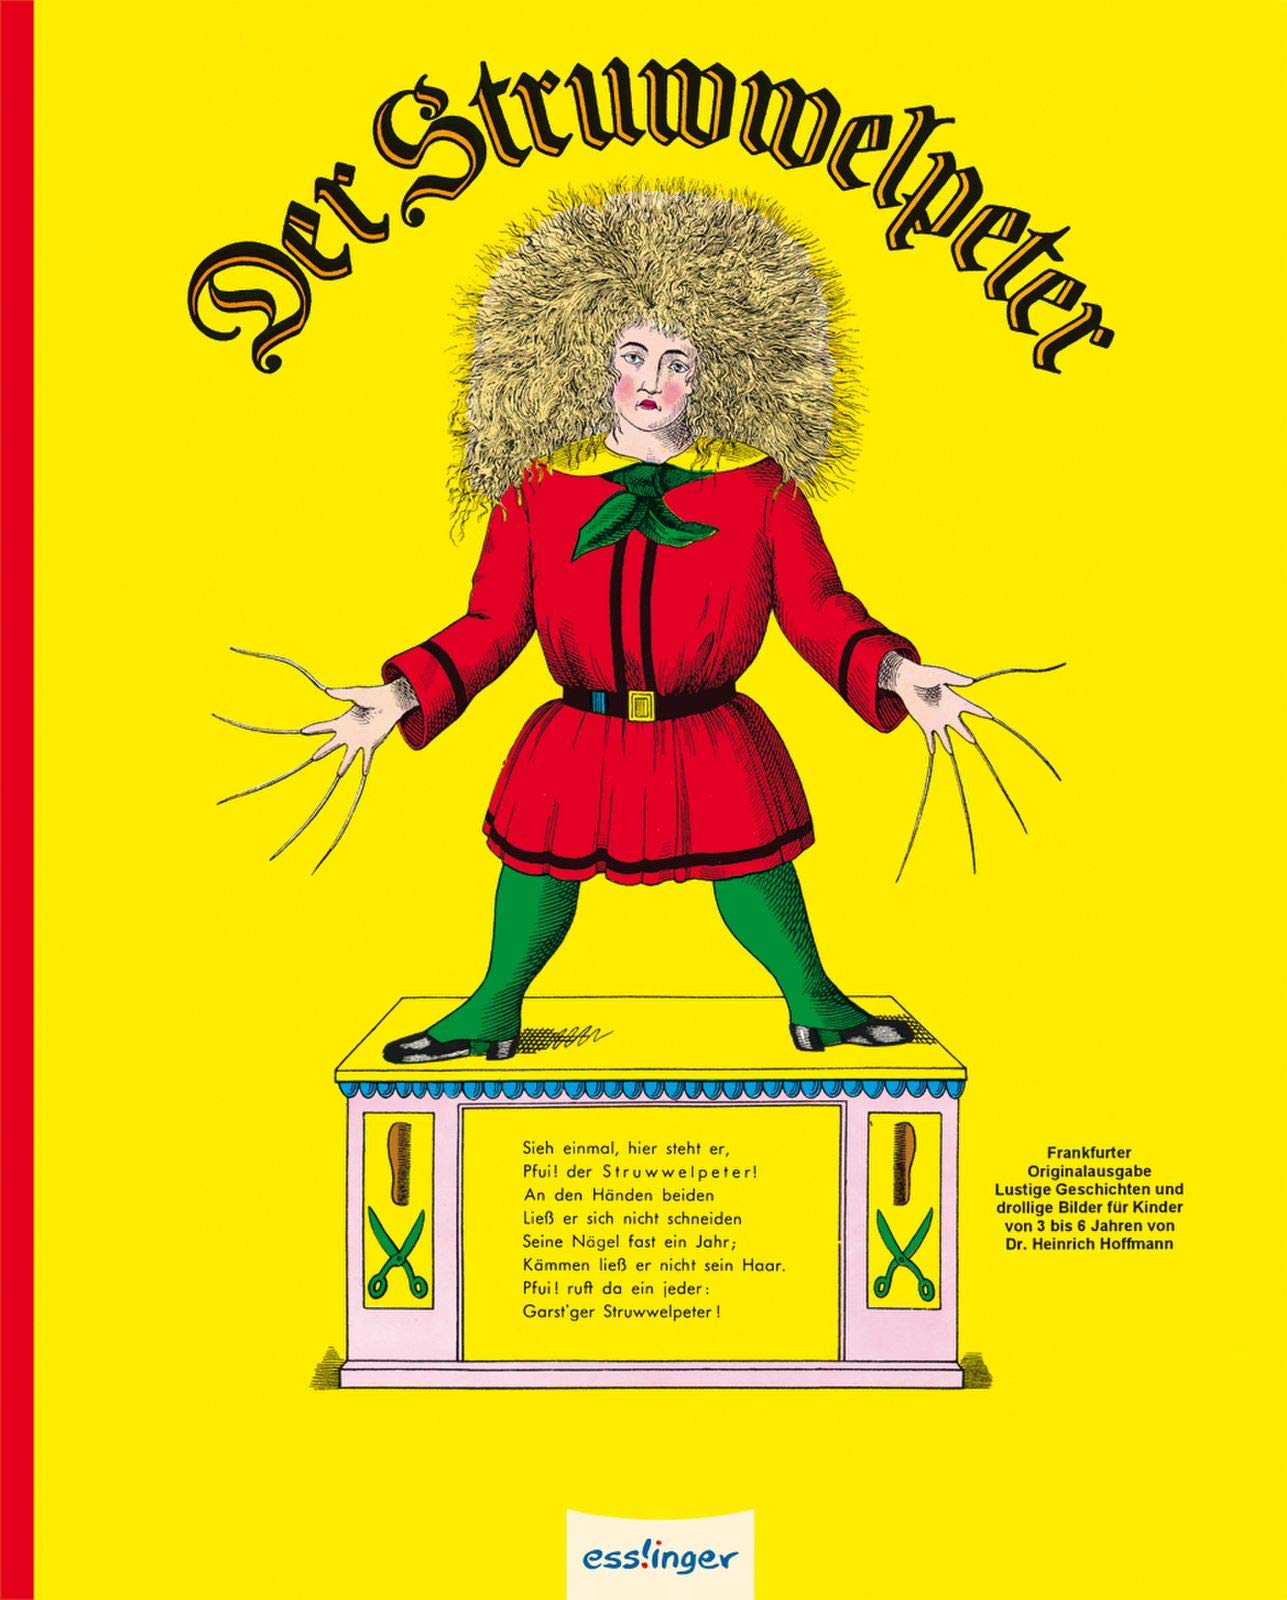 Der Struwwelpeter
Sieh einmal, hier steht er,
Pfui! der Struwwelpeter!
An den Händen beiden
Ließ er sich nicht schneiden
Seine Nägel fast ein Jahr;
Kämmen ließ er nicht sein Haar.
Pfui! ruft da ein jeder:
Garst'ger Struwwelpeter!
Frankfurter
Originalausgabe
Lustige Geschichten und
drollige Bilder für Kinder
von 3 bis 6 Jahren von
Dr. Heinrich Hoffmann
ess!inger